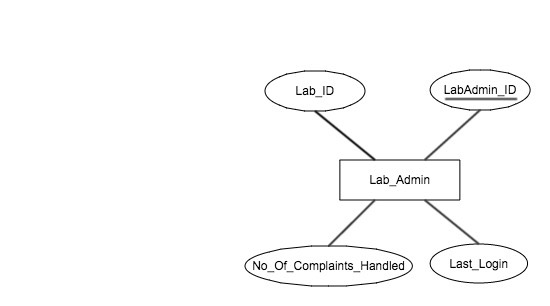 Lab_ID
LabAdmin_ID
Lab_Admin
No_Of_Complaints_Handled
Last_Login